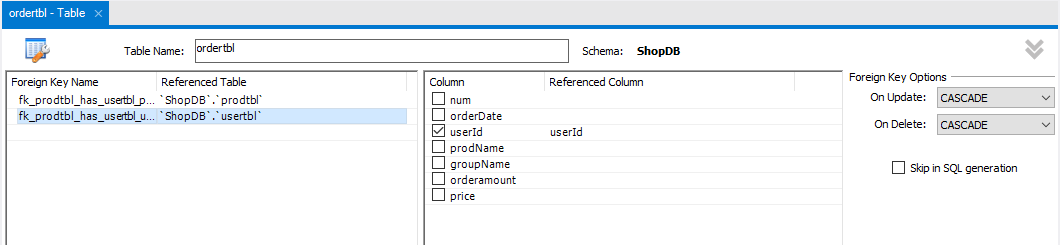 ordertbl - Table ×
Table Name: ordertbl Schema: ShopDB
Foreign Key Name Referenced Table
fk_prodtbl_has_usertbl_p... `ShopDB`.`prodtbl`
fk_prodtbl_has_usertbl_u... `ShopDB`.`usertbl`
Column Referenced Column
num
orderDate
userId userId
prodName
groupName
orderamount
price
Foreign Key Options
On Update: CASCADE
On Delete: CASCADE
Skip in SQL generation